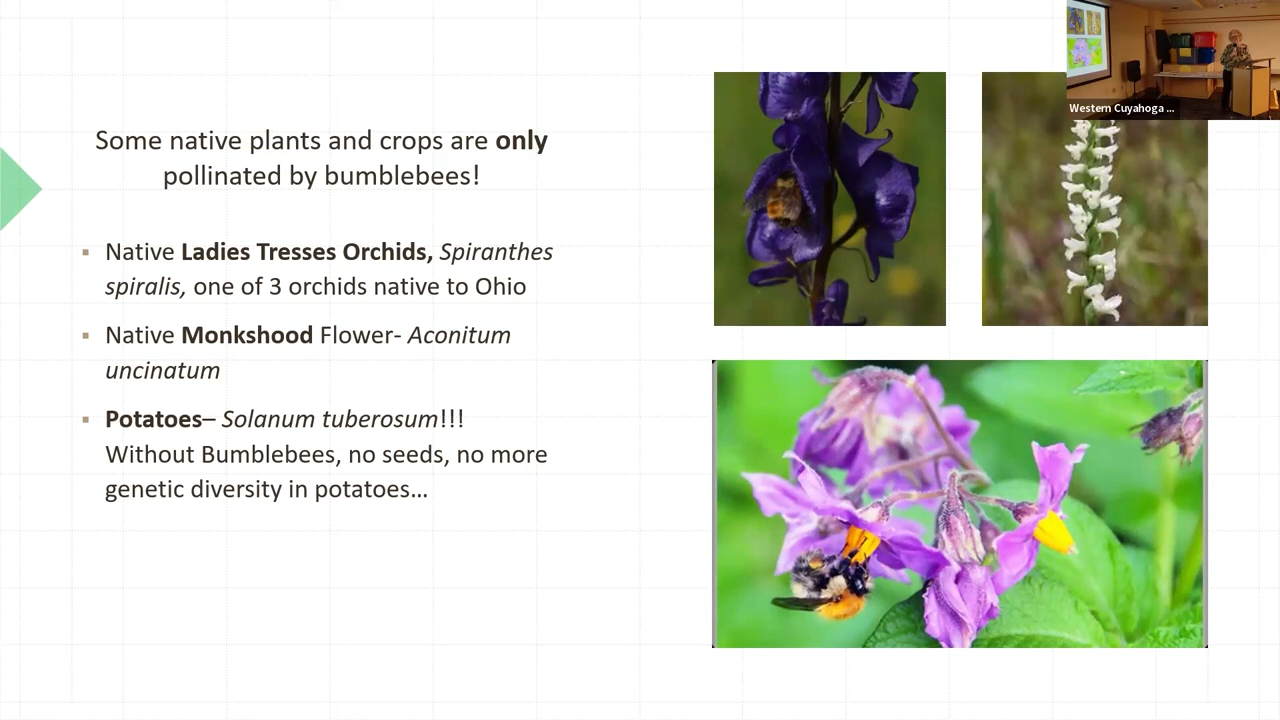 Some native plants and crops are only
pollinated by bumblebees!
▪ Native Ladies Tresses Orchids, Spiranthes
spiralis, one of 3 orchids native to Ohio
▪ Native Monkshood Flower- Aconitum
uncinatum
▪ Potatoes– Solanum tuberosum!!!
Without Bumblebees, no seeds, no more
genetic diversity in potatoes…
Western Cuyahoga ...